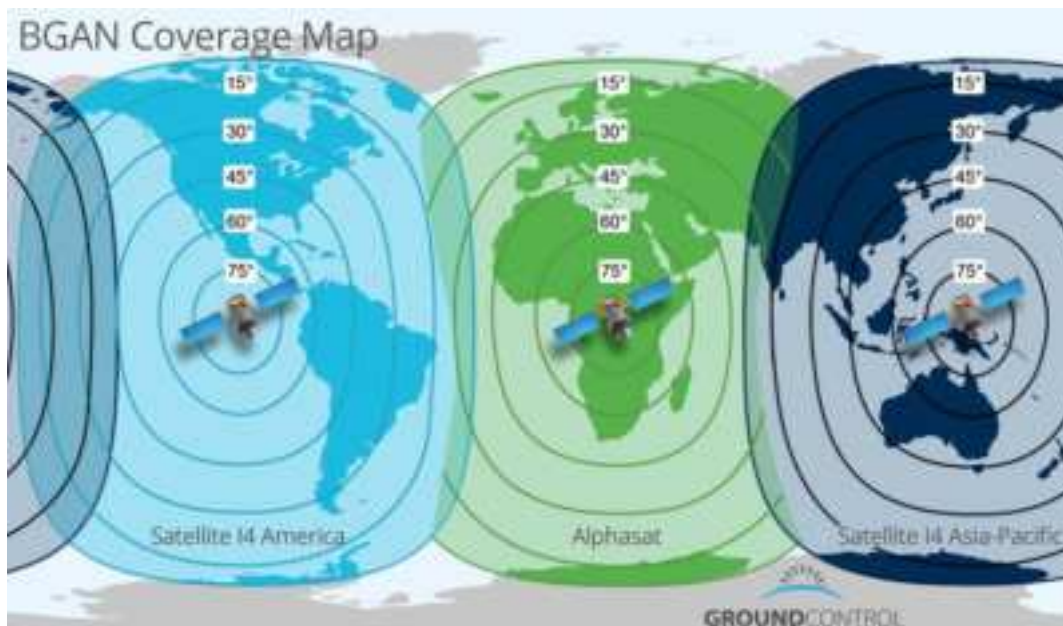 BGAN Coverage Map
15° 15° 15°
30° 30° 30°
45° 45° 45°
60° 60° 60°
75° 75° 75°
Satellite I4 America Alphasat Satellite I4 Asia-Pacific
GROUNDCONTROL